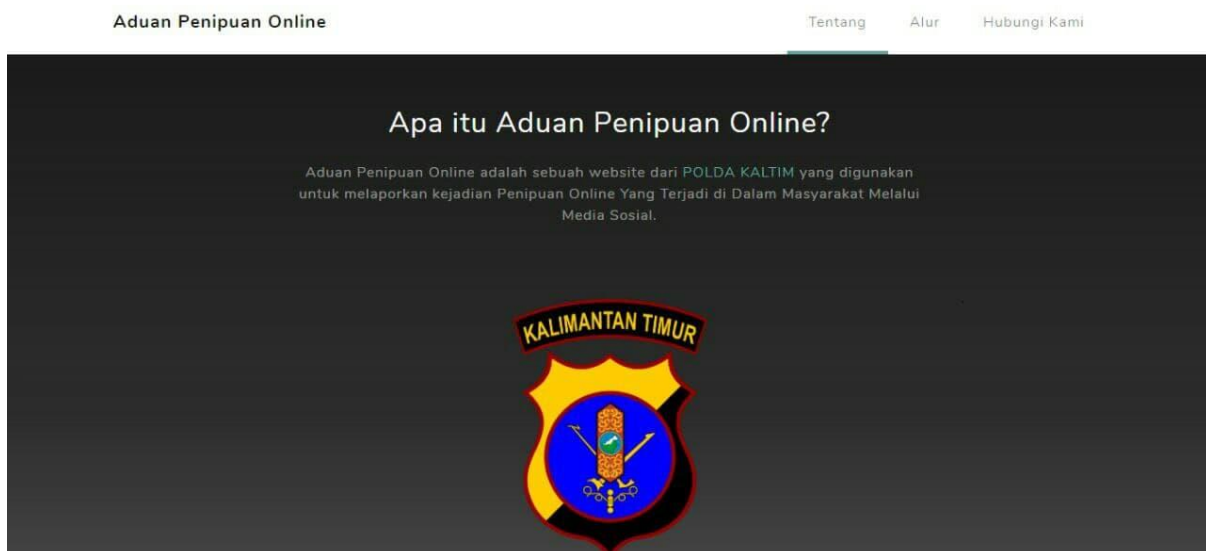 Aduan Penipuan Online
Tentang Alur Hubungi Kami
Apa itu Aduan Penipuan Online?
Aduan Penipuan Online adalah sebuah website dari POLDA KALTIM yang digunakan
untuk melaporkan kejadian Penipuan Online Yang Terjadi di Dalam Masyarakat Melalui
Media Sosial.
KALIMANTAN TIMUR